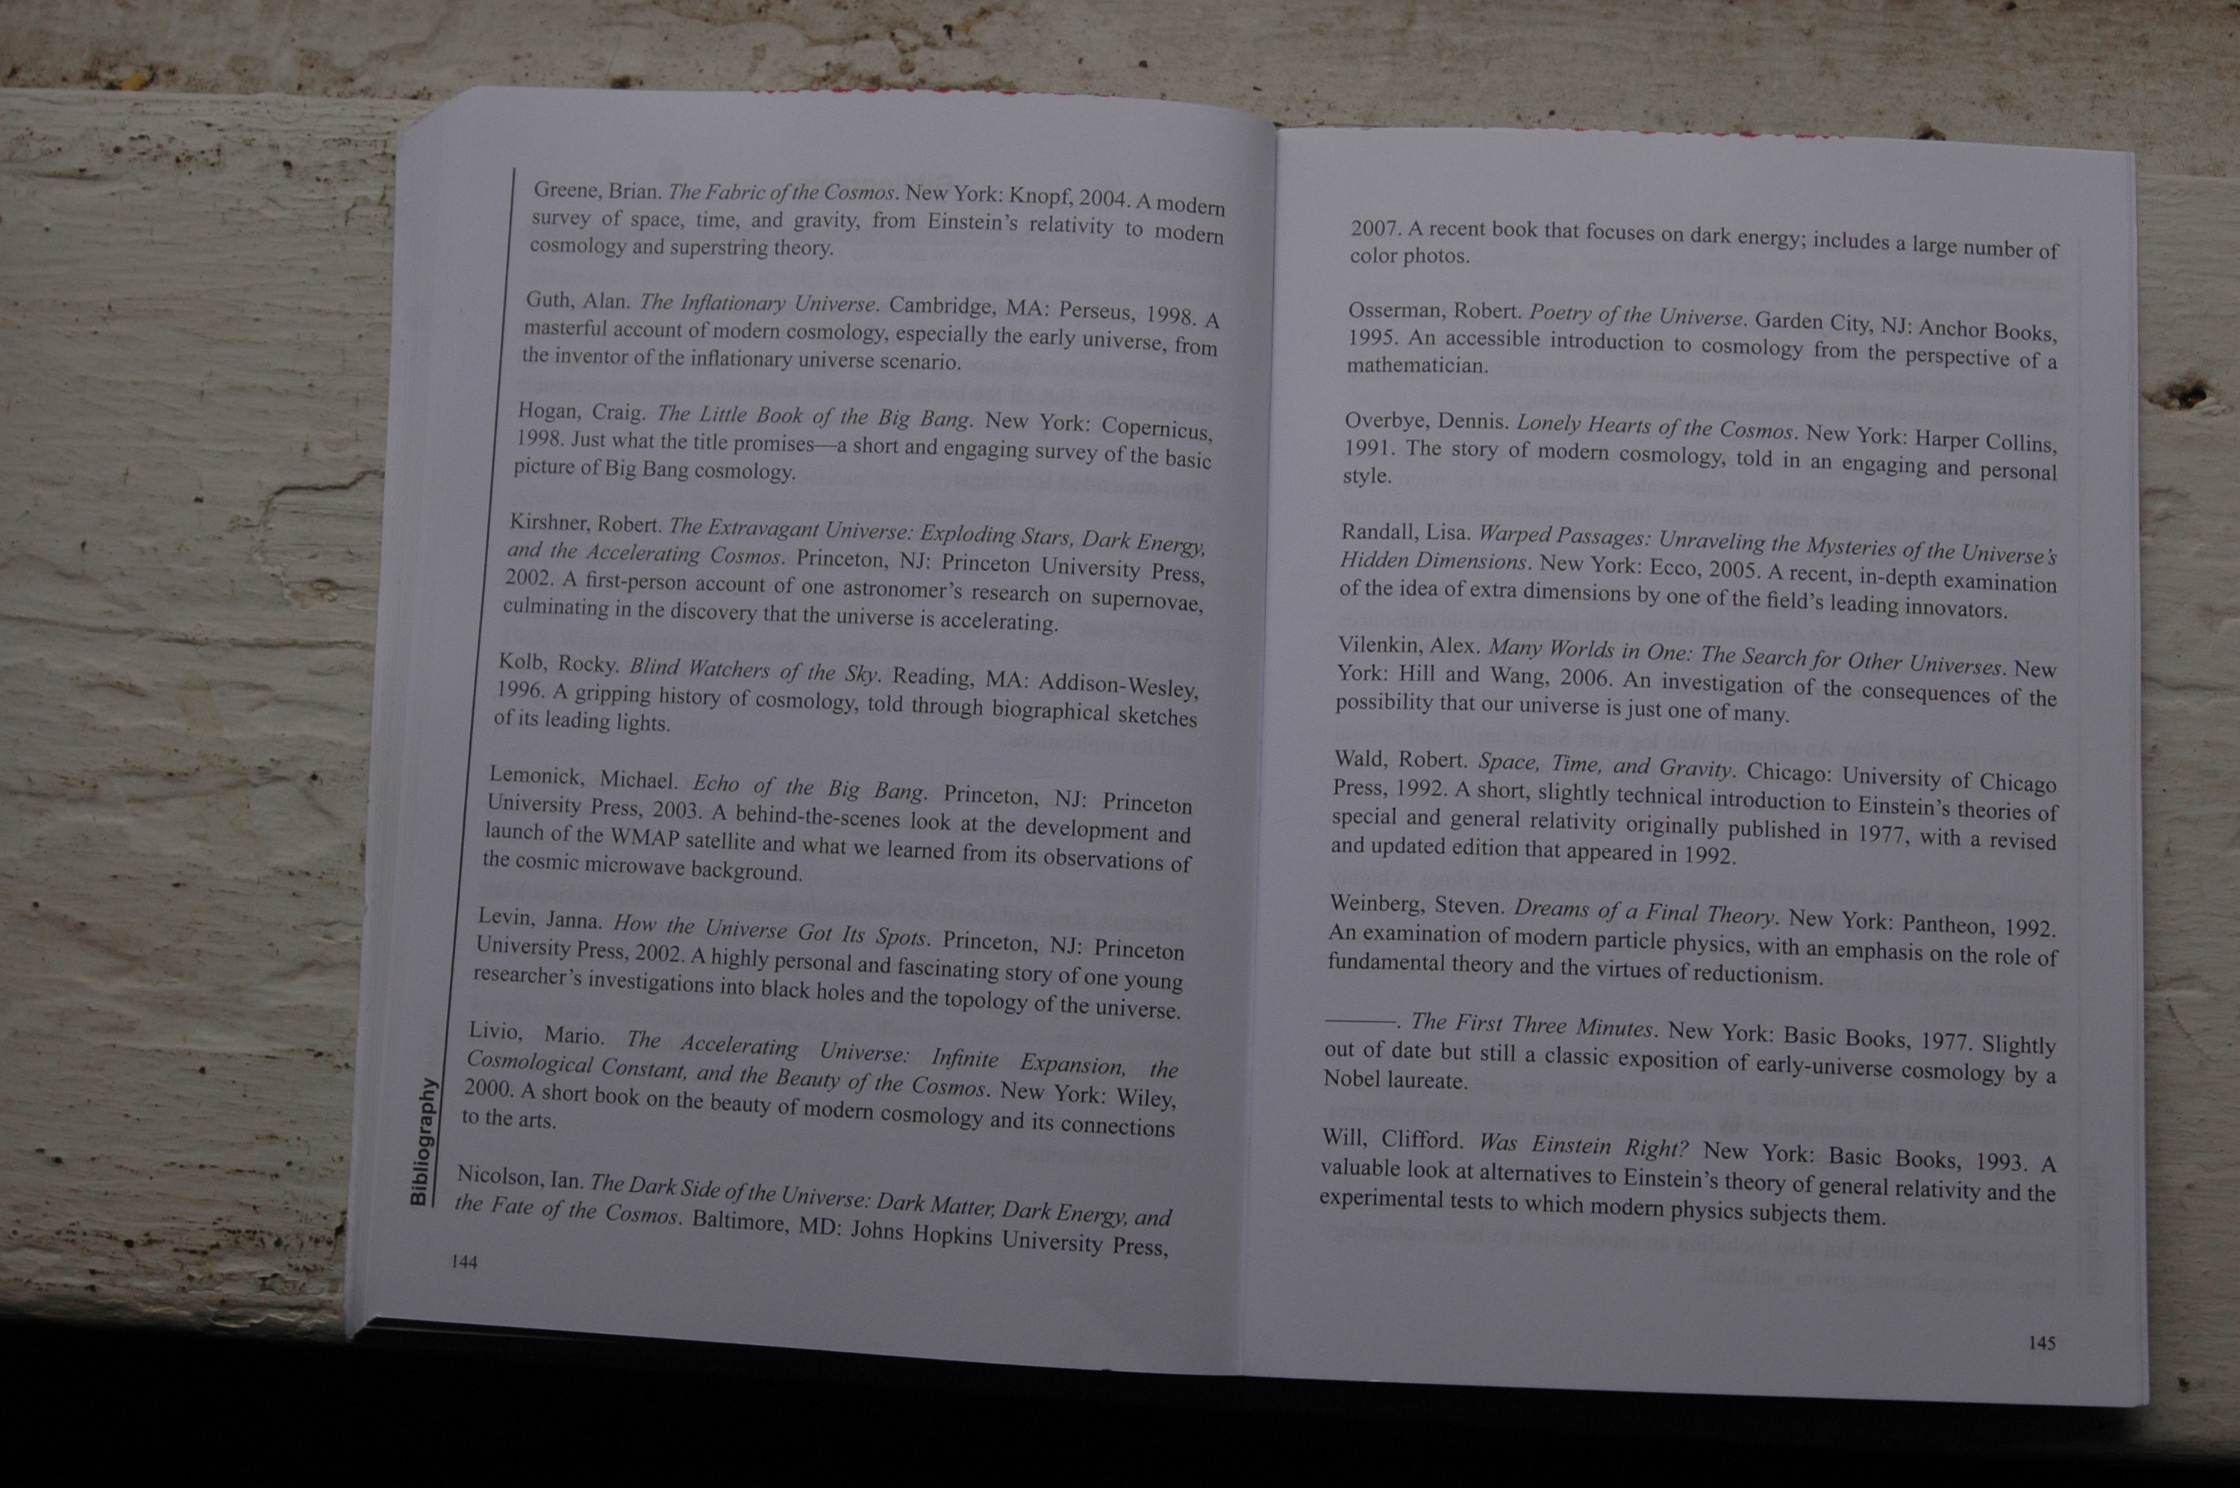 Greene, Brian. The Fabric of the Cosmos. New York: Knopf, 2004. A modern
survey of space, time, and gravity, from Einstein's relativity to modern
cosmology and superstring theory.
Guth, Alan. The Inflationary Universe. Cambridge, MA: Perseus, 1998. A
masterful account of modern cosmology, especially the early universe, from
the inventor of the inflationary universe scenario.
Hogan, Craig. The Little Book of the Big Bang. New York: Copernicus,
1998. Just what the title promises—a short and engaging survey of the basic
picture of Big Bang cosmology.
Kirshner, Robert. The Extravagant Universe: Exploding Stars, Dark Energy,
and the Accelerating Cosmos. Princeton, NJ: Princeton University Press,
2002. A first-person account of one astronomer's research on supernovae,
culminating in the discovery that the universe is accelerating.
Kolb, Rocky. Blind Watchers of the Sky. Reading, MA: Addison-Wesley,
1996. A gripping history of cosmology, told through biographical sketches
of its leading lights.
Lemonick, Michael. Echo of the Big Bang. Princeton, NJ: Princeton
University Press, 2003. A behind-the-scenes look at the development and
launch of the WMAP satellite and what we learned from its observations of
the cosmic microwave background.
Levin, Janna. How the Universe Got Its Spots. Princeton, NJ: Princeton
University Press, 2002. A highly personal and fascinating story of one young
researcher's investigations into black holes and the topology of the universe.
Livio, Mario. The Accelerating Universe: Infinite Expansion, the
Cosmological Constant, and the Beauty of the Cosmos. New York: Wiley,
2000. A short book on the beauty of modern cosmology and its connections
to the arts.
Nicolson, Ian. The Dark Side of the Universe: Dark Matter, Dark Energy, and
the Fate of the Cosmos. Baltimore, MD: Johns Hopkins University Press,
Bibliography
144
2007. A recent book that focuses on dark energy; includes a large number of
color photos.
Osserman, Robert. Poetry of the Universe. Garden City, NJ: Anchor Books,
1995. An accessible introduction to cosmology from the perspective of a
mathematician.
Overbye, Dennis. Lonely Hearts of the Cosmos. New York: Harper Collins,
1991. The story of modern cosmology, told in an engaging and personal
style.
Randall, Lisa. Warped Passages: Unraveling the Mysteries of the Universe's
Hidden Dimensions. New York: Ecco, 2005. A recent, in-depth examination
of the idea of extra dimensions by one of the field's leading innovators.
Vilenkin, Alex. Many Worlds in One: The Search for Other Universes. New
York: Hill and Wang, 2006. An investigation of the consequences of the
possibility that our universe is just one of many.
Wald, Robert. Space, Time, and Gravity. Chicago: University of Chicago
Press, 1992. A short, slightly technical introduction to Einstein's theories of
special and general relativity originally published in 1977, with a revised
and updated edition that appeared in 1992.
Weinberg, Steven. Dreams of a Final Theory. New York: Pantheon, 1992.
An examination of modern particle physics, with an emphasis on the role of
fundamental theory and the virtues of reductionism.
———. The First Three Minutes. New York: Basic Books, 1977. Slightly
out of date but still a classic exposition of early-universe cosmology by a
Nobel laureate.
Will, Clifford. Was Einstein Right? New York: Basic Books, 1993. A
valuable look at alternatives to Einstein's theory of general relativity and the
experimental tests to which modern physics subjects them.
145